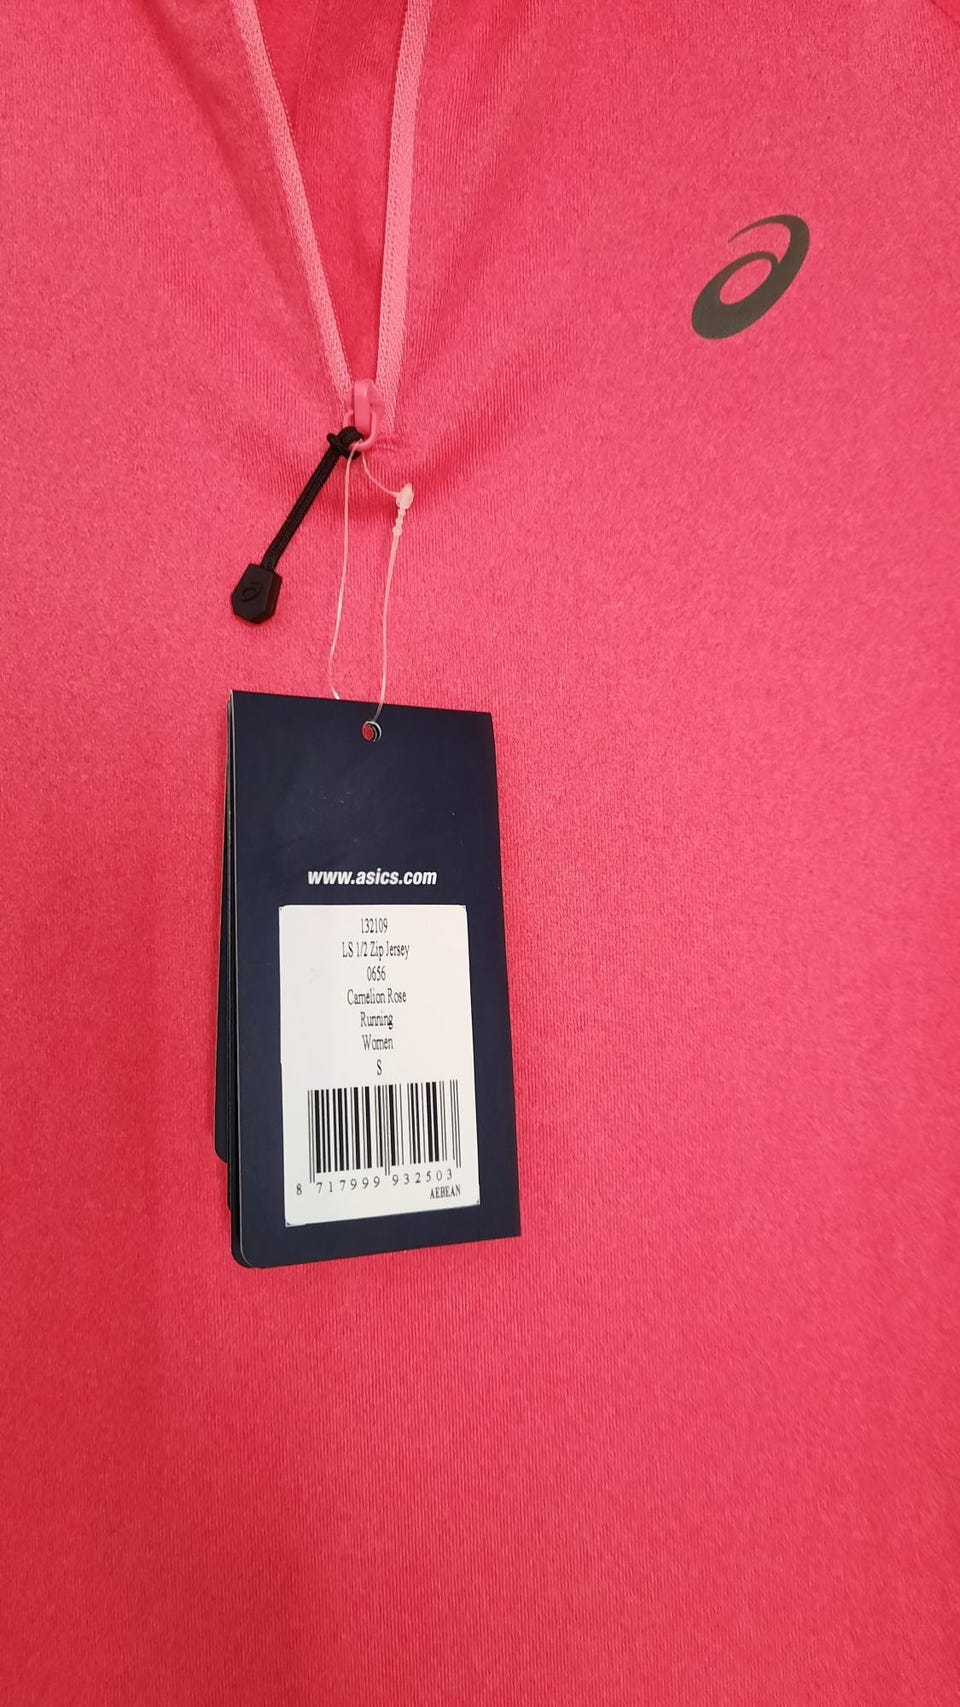 www.asics.com
132109
LS 1/2 Zip Jersey
0656
Camelion Rose
Running
Women
S
8 717999 932503
AEBEAN